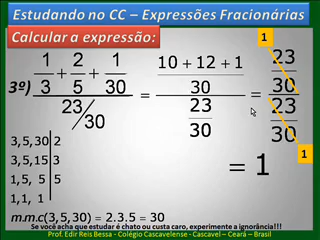 Estudando no CC – Expressões Fracionárias
Calcular a expressão:
3º) (1/3 + 2/5 + 1/30) / (23/30) = ((10 + 12 + 1)/30) / (23/30) = (23/30) / (23/30)
1
1
= 1
3, 5, 30 | 2
3, 5, 15 | 3
1, 5, 5 | 5
1, 1, 1
m.m.c(3, 5, 30) = 2.3.5 = 30
Se você acha que estudar é chato ou custa caro, experimente a ignorância!!!
Prof. Edir Reis Bessa - Colégio Cascavelense - Cascavel – Ceará – Brasil